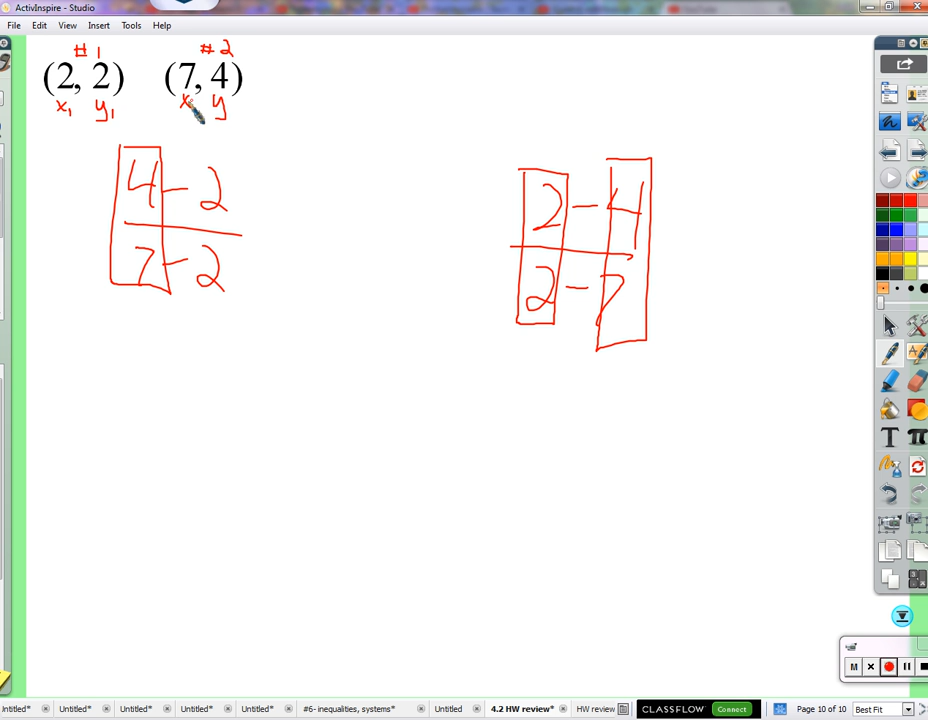 ActivInspire - Studio
File Edit View Insert Tools Help
# 1 # 2
(2, 2) (7, 4)
x₁ y₁ x y
4 - 2
7 - 2
2 - 4
2 - 7
T π
M
ntitled* Untitled* Untitled* Untitled* Untitled* #6- inequalities, systems* Untitled 4.2 HW review* HW review CLASSFLOW Connect Page 10 of 10 Best Fit